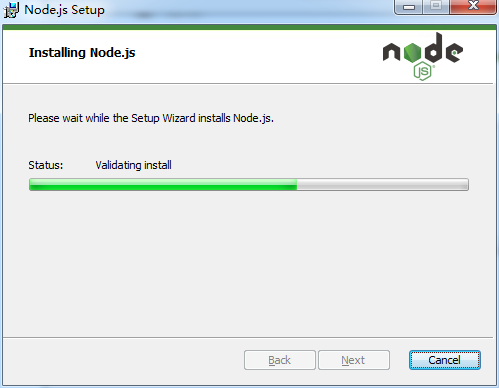 Node.js Setup
Installing Node.js
node
JS
Please wait while the Setup Wizard installs Node.js.
Status: Validating install
Back Next Cancel